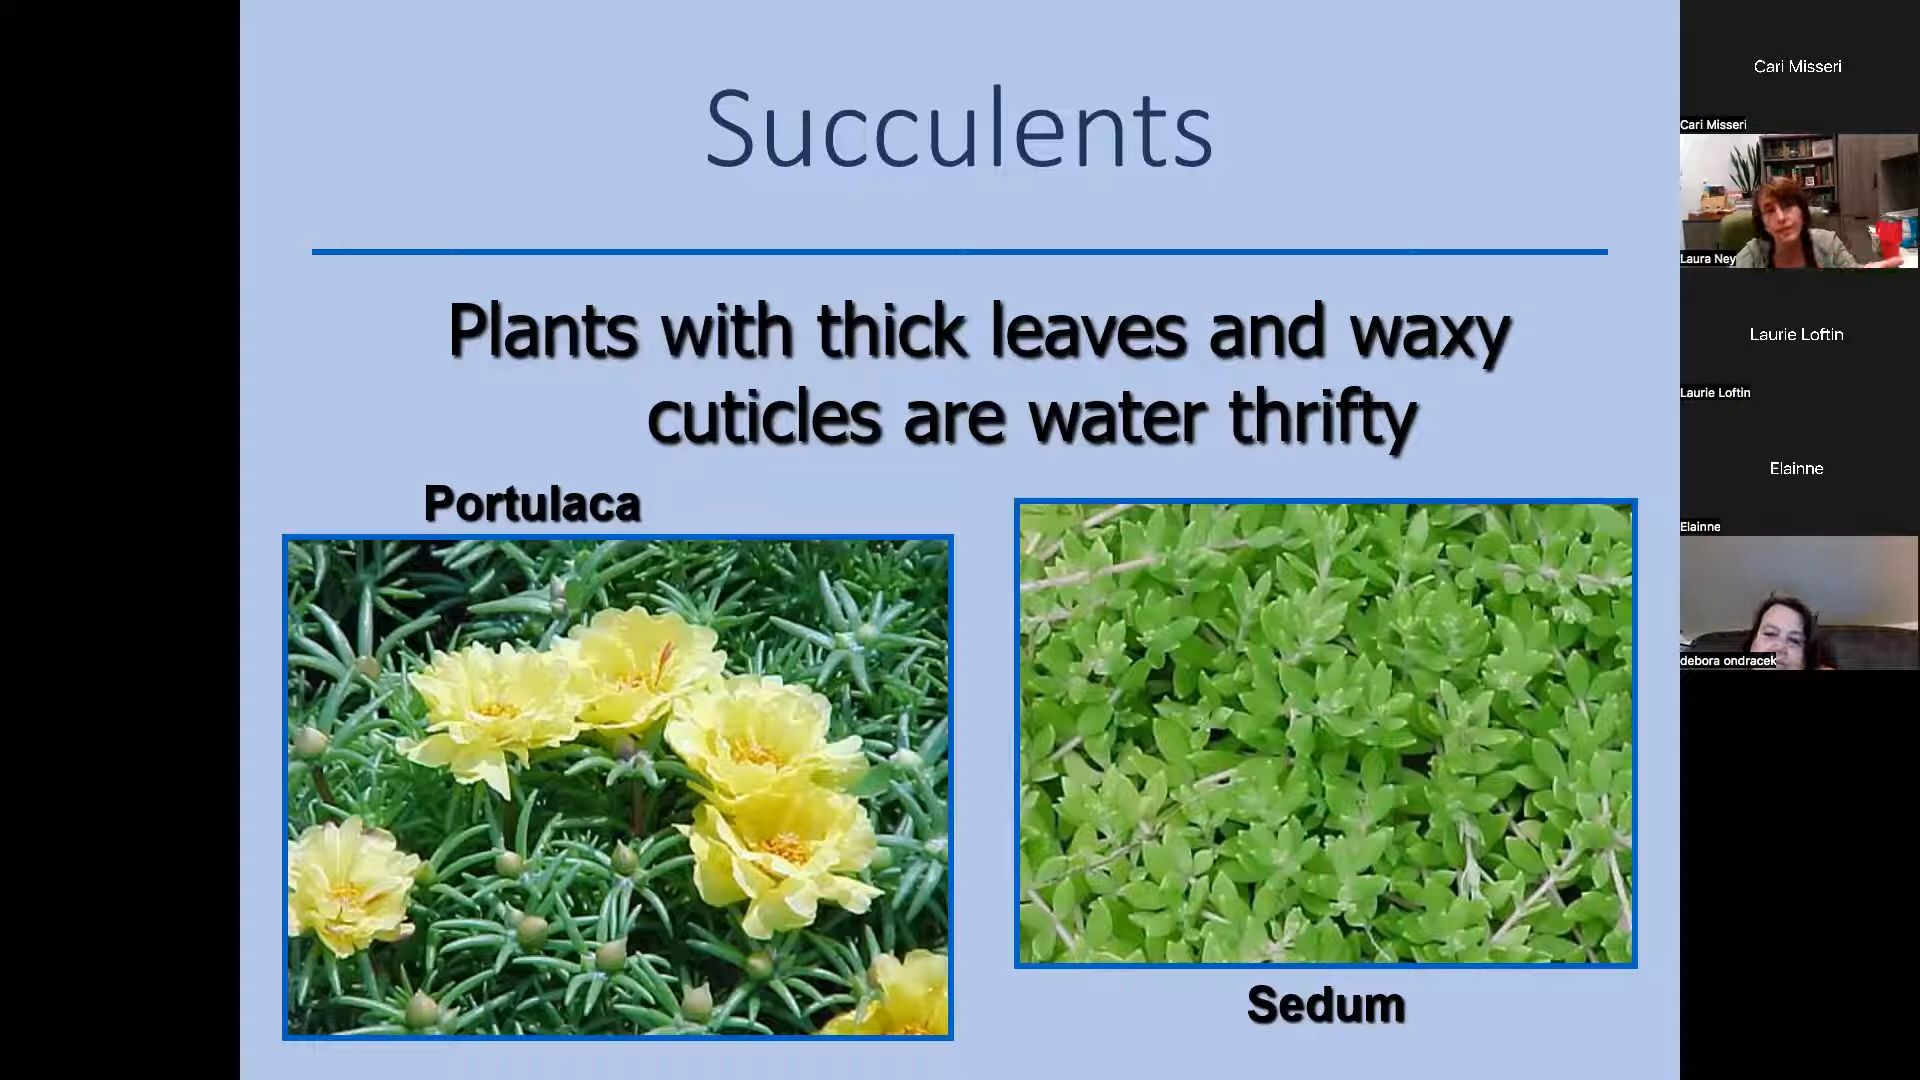 Succulents
Plants with thick leaves and waxy
cuticles are water thrifty
Portulaca
Sedum
Cari Misseri
Cari Misseri
Laura Ney
Laurie Loftin
Laurie Loftin
Elainne
Elainne
debora ondracek